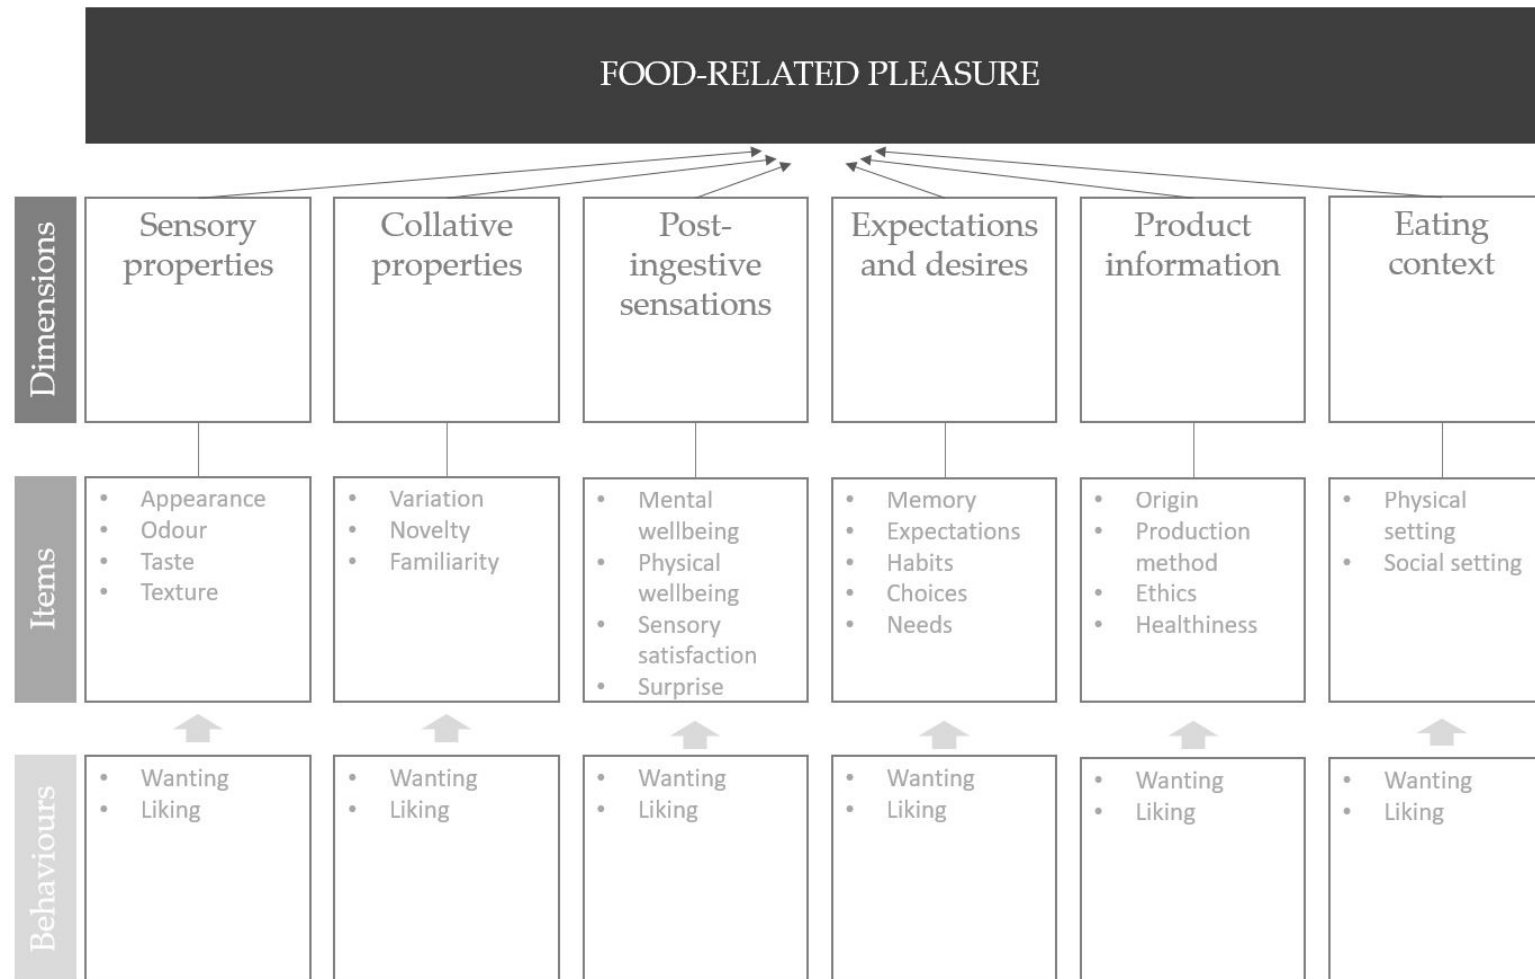 FOOD-RELATED PLEASURE
Dimensions
Sensory
properties
Collative
properties
Post-
ingestive
sensations
Expectations
and desires
Product
information
Eating
context
Items
• Appearance
• Odour
• Taste
• Texture
• Variation
• Novelty
• Familiarity
• Mental
wellbeing
• Physical
wellbeing
• Sensory
satisfaction
• Surprise
• Memory
• Expectations
• Habits
• Choices
• Needs
• Origin
• Production
method
• Ethics
• Healthiness
• Physical
setting
• Social setting
Behaviours
• Wanting
• Liking
• Wanting
• Liking
• Wanting
• Liking
• Wanting
• Liking
• Wanting
• Liking
• Wanting
• Liking